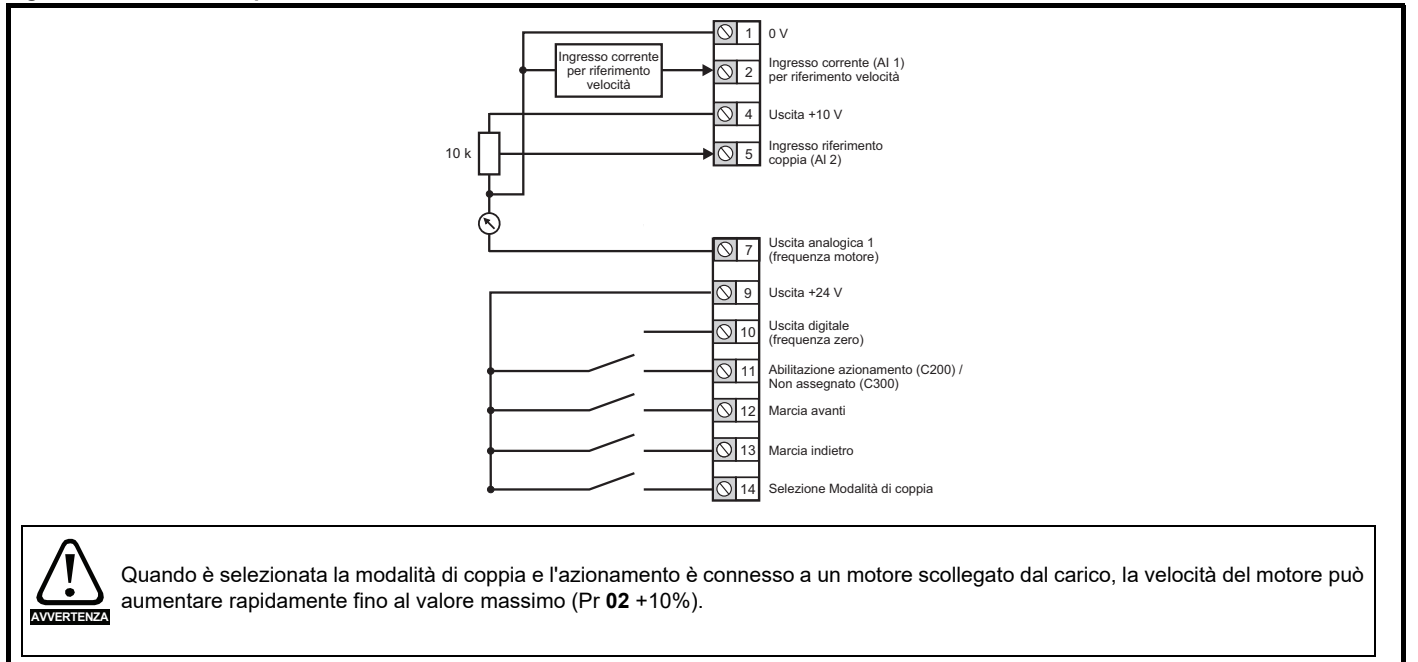 1 0 V
Ingresso corrente
per riferimento
velocità
2 Ingresso corrente (AI 1)
per riferimento velocità
4 Uscita +10 V
10 k
5 Ingresso riferimento
coppia (AI 2)
7 Uscita analogica 1
(frequenza motore)
9 Uscita +24 V
10 Uscita digitale
(frequenza zero)
11 Abilitazione azionamento (C200) /
Non assegnato (C300)
12 Marcia avanti
13 Marcia indietro
14 Selezione Modalità di coppia
Quando è selezionata la modalità di coppia e l'azionamento è connesso a un motore scollegato dal carico, la velocità del motore può
aumentare rapidamente fino al valore massimo (Pr 02 +10%).
AVVERTENZA